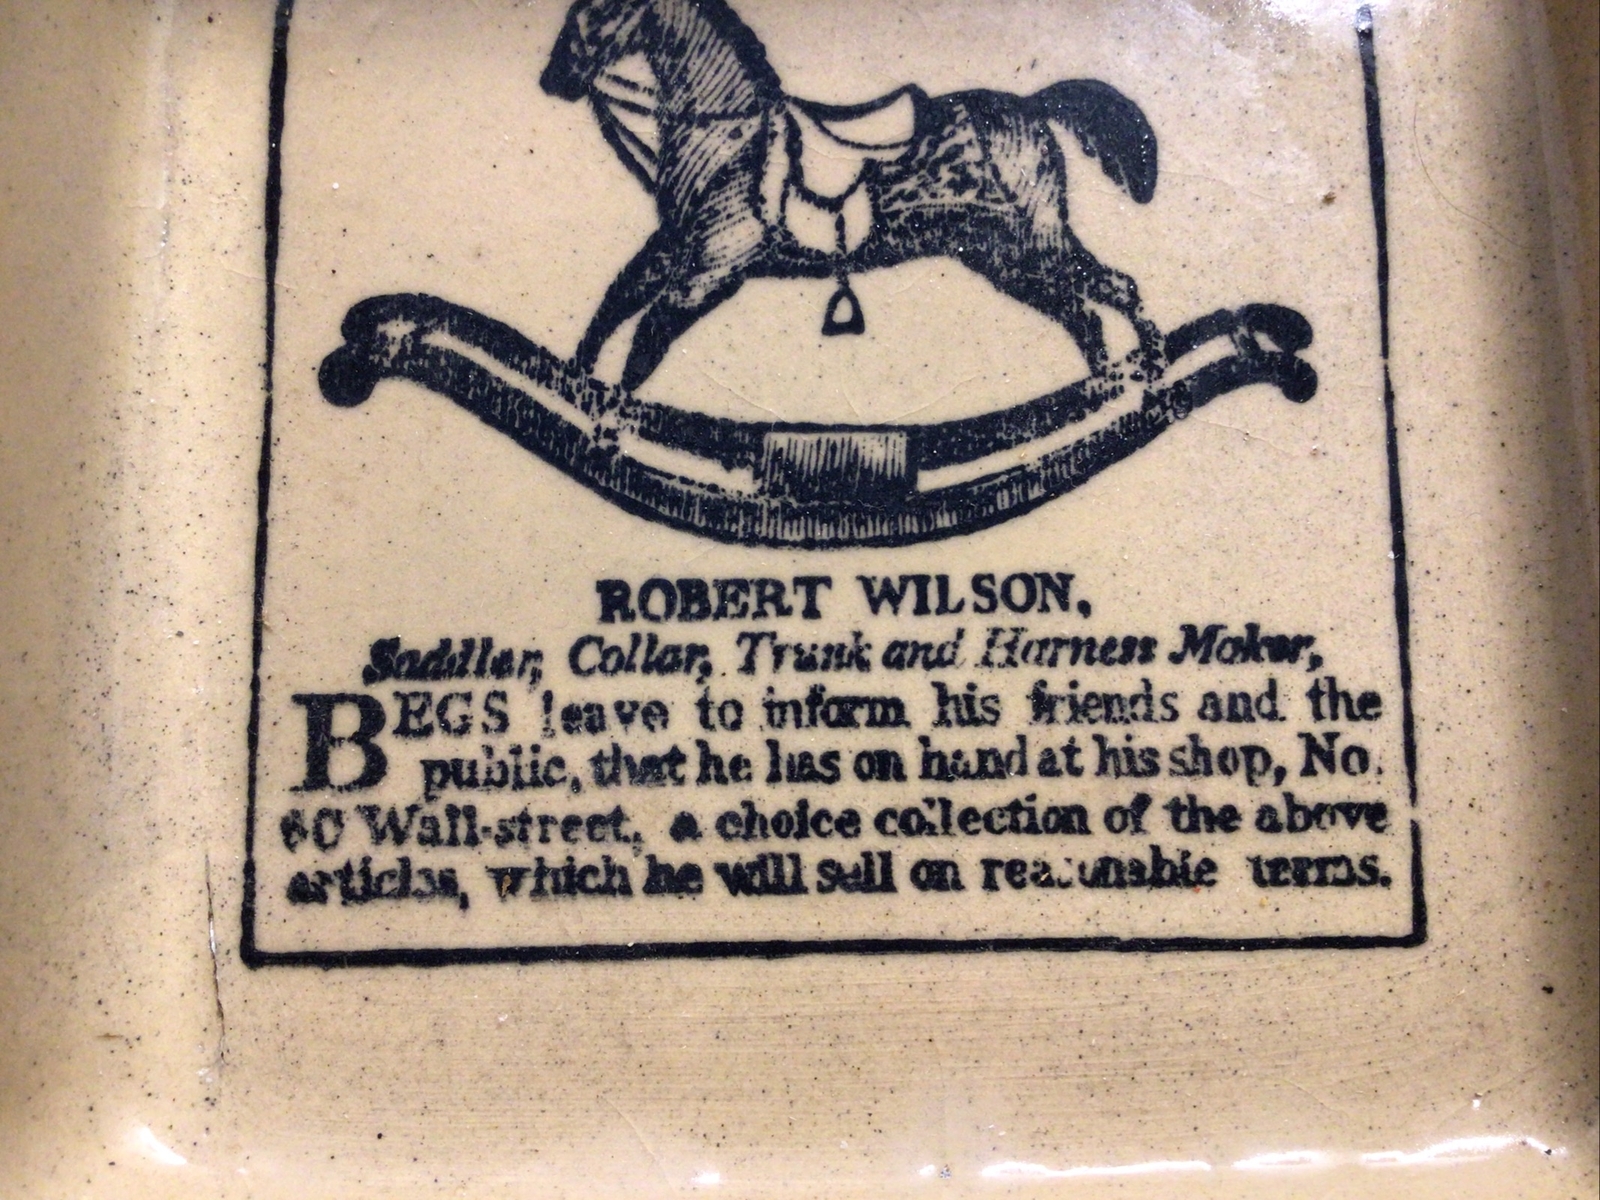 ROBERT WILSON,
Saddler, Collar, Trunk and Harness Maker,
BEGS leave to inform his friends and the
public, that he has on hand at his shop, No.
60 Wall-street, a choice collection of the above
articles, which he will sell on reasonable terms.